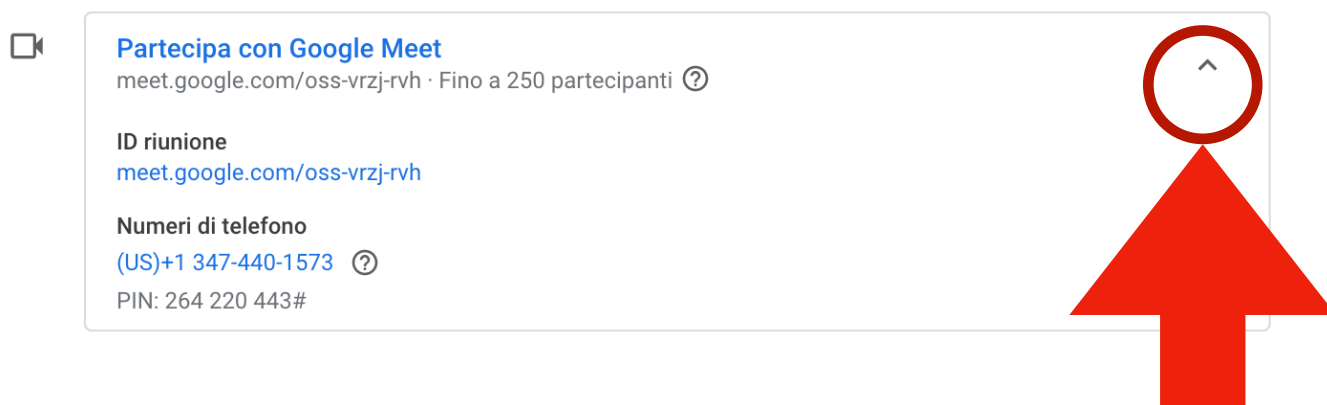 Partecipa con Google Meet
meet.google.com/oss-vrzj-rvh · Fino a 250 partecipanti ?
ID riunione
meet.google.com/oss-vrzj-rvh
Numeri di telefono
(US)+1 347-440-1573 ?
PIN: 264 220 443#